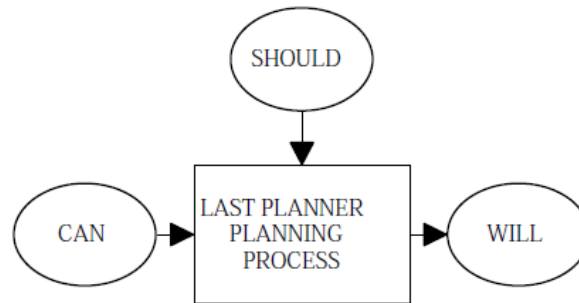 SHOULD
CAN
LAST PLANNER
PLANNING
PROCESS
WILL